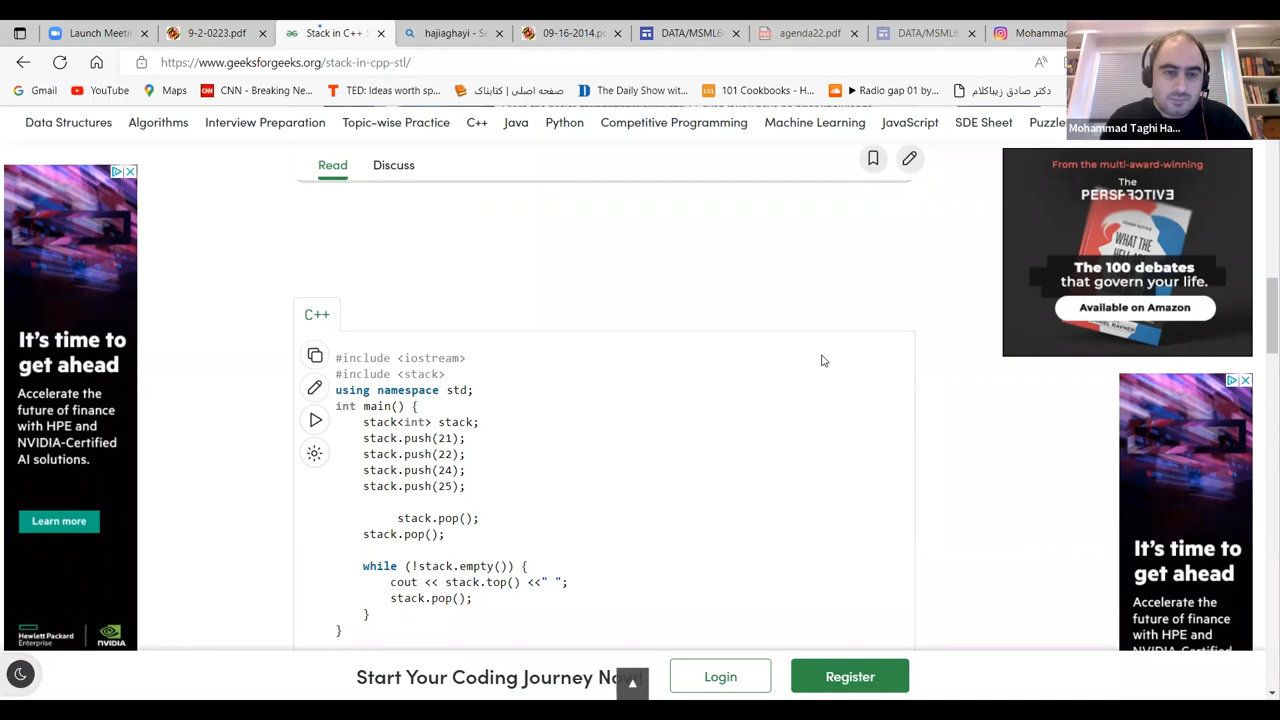 Launch Meeti
9-2-0223.pdf
Stack in C++ S
hajiaghayi - Se
09-16-2014.pd
DATA/MSML6
agenda22.pdf
DATA/MSML6
Mohamm
https://www.geeksforgeeks.org/stack-in-cpp-stl/
Gmail
YouTube
Maps
CNN - Breaking Ne...
TED: Ideas worth sp...
صفحه اصلی | کتابناک
The Daily Show wit...
101 Cookbooks - H...
Radio gap 01 by...
دکتر صادق زیباکلام
Mohammad Taghi Ha...
Data Structures
Algorithms
Interview Preparation
Topic-wise Practice
C++
Java
Python
Competitive Programming
Machine Learning
JavaScript
SDE Sheet
Puzzle
Read
Discuss
From the multi-award-winning
The
PERSPECTIVE
The 100 debates
that govern your life.
Available on Amazon
It's time to
get ahead
Accelerate the
future of finance
with HPE and
NVIDIA-Certified
AI solutions.
Learn more
Hewlett Packard
Enterprise
NVIDIA
C++
#include <iostream>
#include <stack>
using namespace std;
int main() {
stack<int> stack;
stack.push(21);
stack.push(22);
stack.push(24);
stack.push(25);
stack.pop();
stack.pop();
while (!stack.empty()) {
cout << stack.top() <<" ";
stack.pop();
}
}
It's time to
get ahead
Accelerate the
future of finance
with HPE and
Start Your Coding Journey Now!
Login
Register